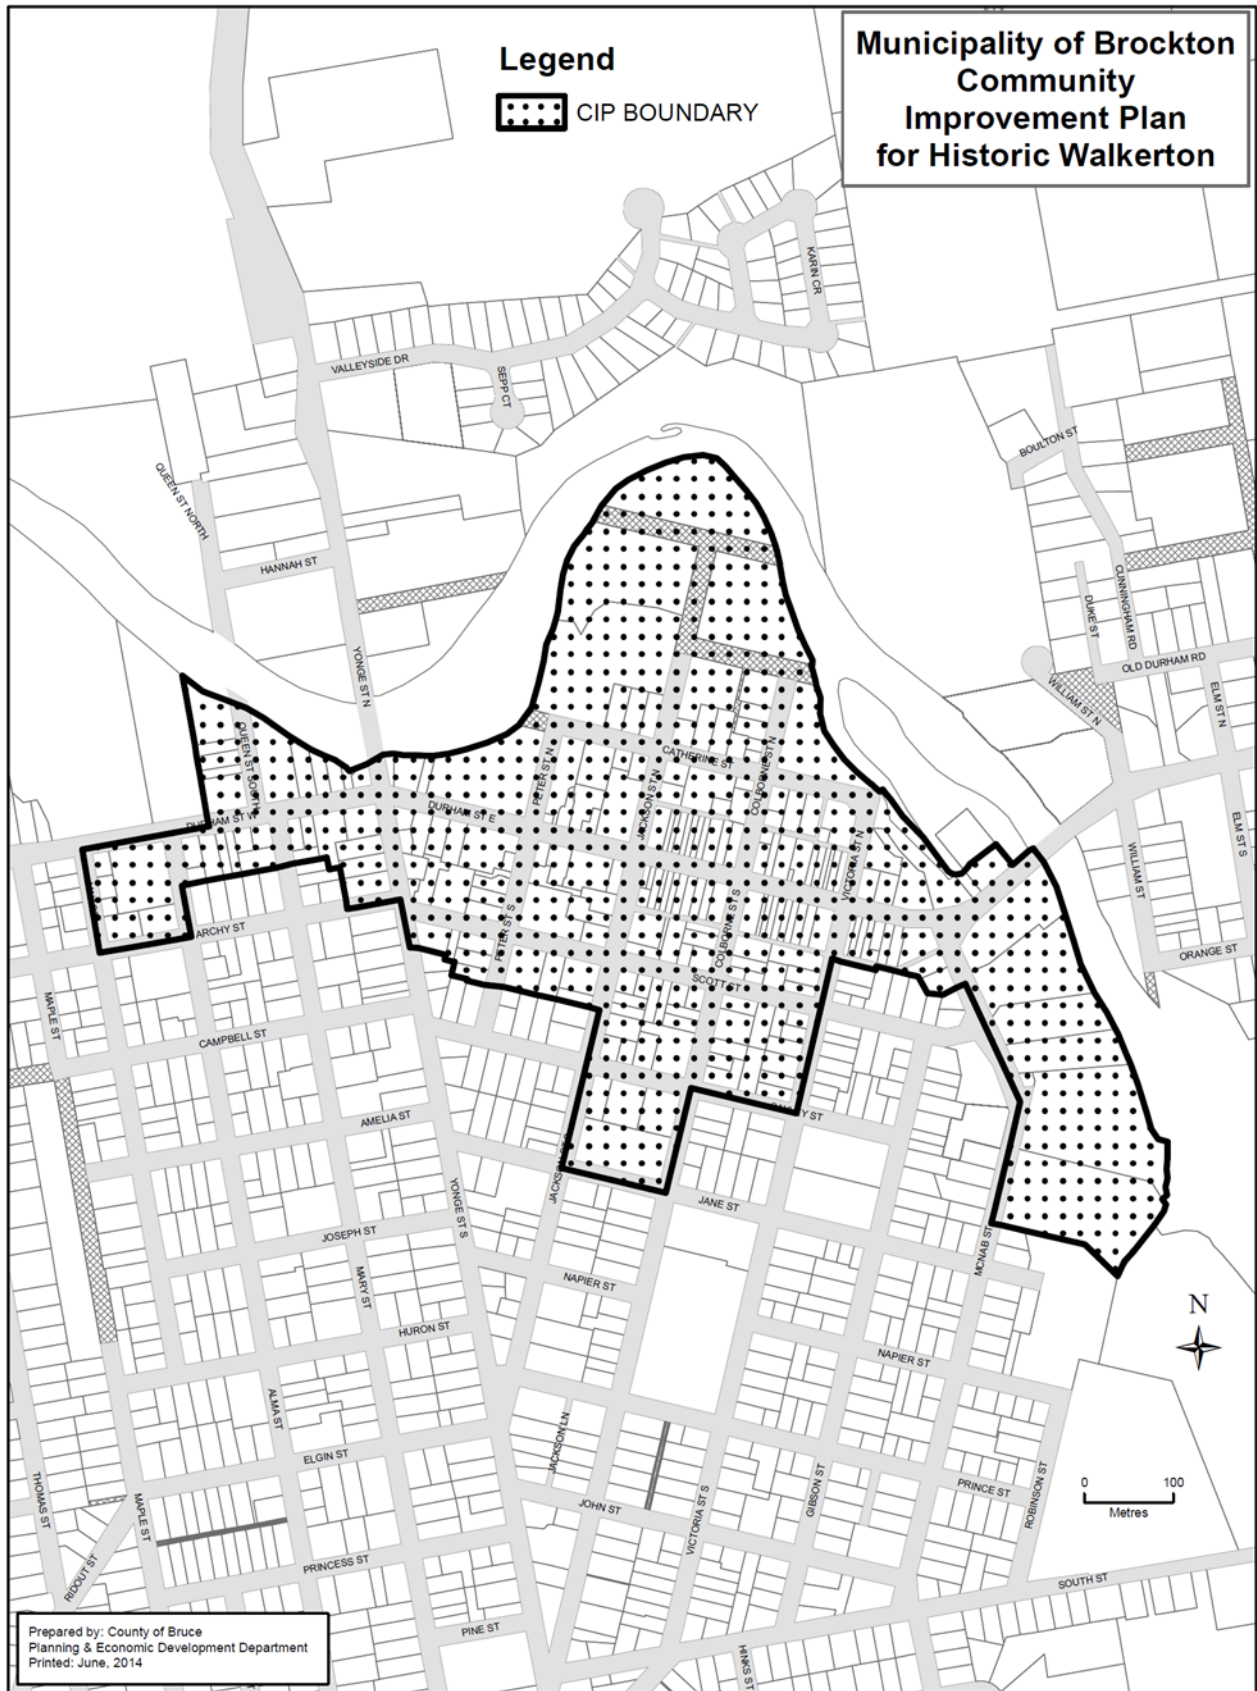 Municipality of Brockton
Community
Improvement Plan
for Historic Walkerton
Legend
CIP BOUNDARY
KARIN CR
VALLEYSIDE DR
SEPP CT
BOULTON ST
QUEEN ST NORTH
HANNAH ST
CUNNINGHAM RD
DUKE ST
OLD DURHAM RD
YONGE ST N
WILLIAM ST N
ELM ST N
QUEEN ST SOUTH
PETER ST N
CATHERINE ST
COLBORNE ST N
JACKSON ST N
DURHAM ST W
DURHAM ST E
ELM ST S
VICTORIA ST N
WILLIAM ST
ARCHY ST
PETER ST S
COLBORNE ST S
ORANGE ST
SCOTT ST
MAPLE ST
CAMPBELL ST
AMELIA ST
JACKSON
YONGE ST S
JANE ST
JOSEPH ST
MCNAB ST
MARY ST
NAPIER ST
N
HURON ST
NAPIER ST
ALMA ST
JACKSON LN
ELGIN ST
THOMAS ST
MAPLE ST
JOHN ST
VICTORIA ST S
GIBSON ST
PRINCE ST
ROBINSON ST
0 100
Metres
RIDOUT ST
PRINCESS ST
SOUTH ST
PINE ST
HINKS ST
Prepared by: County of Bruce
Planning & Economic Development Department
Printed: June, 2014